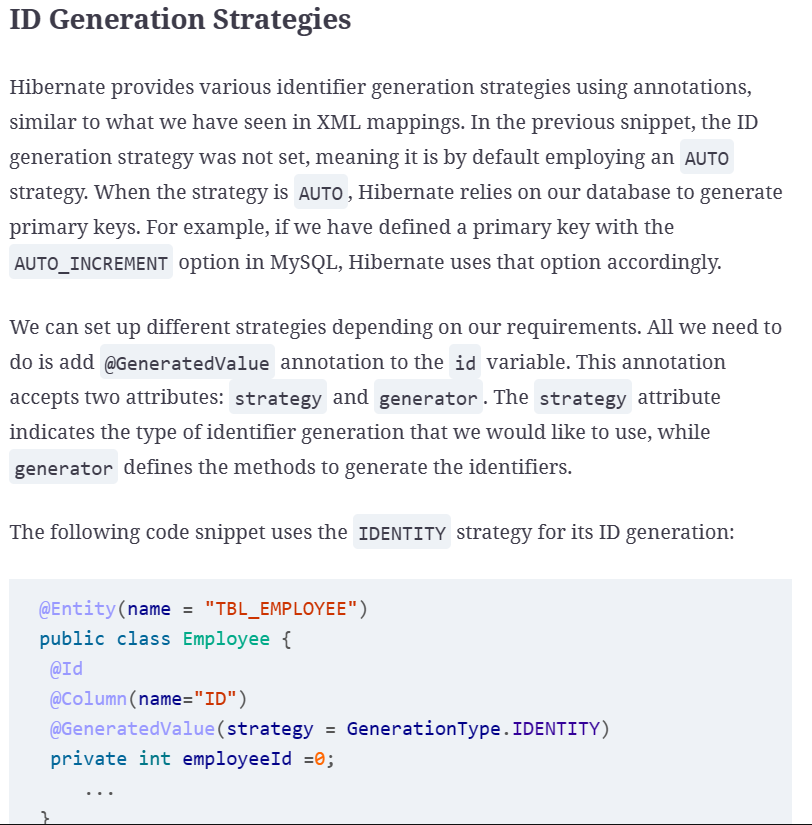 ID Generation Strategies
Hibernate provides various identifier generation strategies using annotations,
similar to what we have seen in XML mappings. In the previous snippet, the ID
generation strategy was not set, meaning it is by default employing an AUTO
strategy. When the strategy is AUTO, Hibernate relies on our database to generate
primary keys. For example, if we have defined a primary key with the
AUTO_INCREMENT option in MySQL, Hibernate uses that option accordingly.
We can set up different strategies depending on our requirements. All we need to
do is add @GeneratedValue annotation to the id variable. This annotation
accepts two attributes: strategy and generator. The strategy attribute
indicates the type of identifier generation that we would like to use, while
generator defines the methods to generate the identifiers.
The following code snippet uses the IDENTITY strategy for its ID generation:
@Entity(name = "TBL_EMPLOYEE")
public class Employee {
@Id
@Column(name="ID")
@GeneratedValue(strategy = GenerationType.IDENTITY)
private int employeeId =0;
...
}